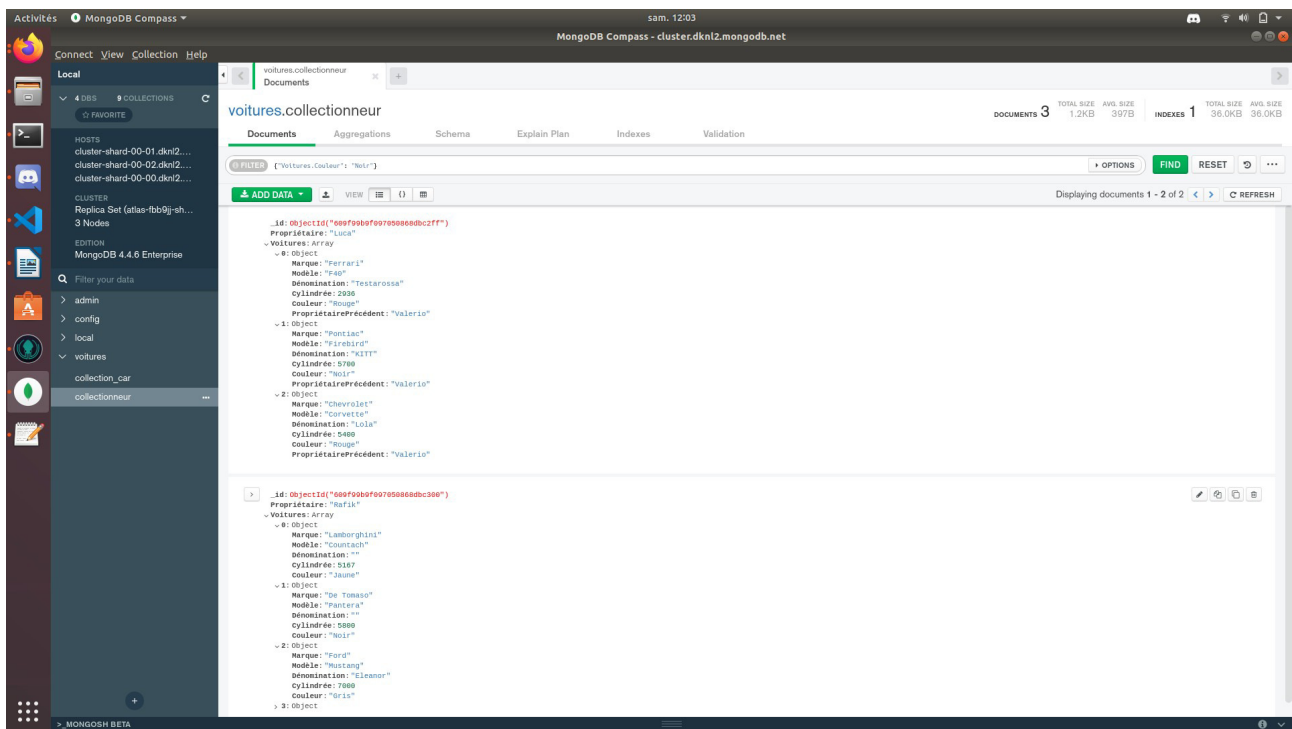 Activités MongoDB Compass sam. 12:03
MongoDB Compass - cluster.dknl2.mongodb.net
Connect View Collection Help
Local
4 DBS 9 COLLECTIONS
FAVORITE
HOSTS
cluster-shard-00-01.dknl2....
cluster-shard-00-02.dknl2....
cluster-shard-00-00.dknl2....
CLUSTER
Replica Set (atlas-fbb9jj-sh...
3 Nodes
EDITION
MongoDB 4.4.6 Enterprise
Filter your data
admin
config
local
voitures
collection_car
collectionneur
>_MONGOSH BETA
voitures.collectionneur
Documents
voitures.collectionneur
DOCUMENTS 3 TOTAL SIZE 1.2KB AVG. SIZE 397B INDEXES 1 TOTAL SIZE 36.0KB AVG. SIZE 36.0KB
Documents Aggregations Schema Explain Plan Indexes Validation
FILTER {"Voitures.Couleur": "Noir"} OPTIONS FIND RESET ...
ADD DATA VIEW {} Displaying documents 1 - 2 of 2 < > REFRESH
_id: ObjectId("609f99b9f097050868dbc2ff")
Propriétaire: "Luca"
Voitures: Array
0: Object
Marque: "Ferrari"
Modèle: "F40"
Dénomination: "Testarossa"
Cylindrée: 2936
Couleur: "Rouge"
PropriétairePrécédent: "Valerio"
1: Object
Marque: "Pontiac"
Modèle: "Firebird"
Dénomination: "KITT"
Cylindrée: 5700
Couleur: "Noir"
PropriétairePrécédent: "Valerio"
2: Object
Marque: "Chevrolet"
Modèle: "Corvette"
Dénomination: "Lola"
Cylindrée: 5400
Couleur: "Rouge"
PropriétairePrécédent: "Valerio"
_id: ObjectId("609f99b9f097050868dbc300")
Propriétaire: "Rafik"
Voitures: Array
0: Object
Marque: "Lamborghini"
Modèle: "Countach"
Dénomination: ""
Cylindrée: 5167
Couleur: "Jaune"
1: Object
Marque: "De Tomaso"
Modèle: "Pantera"
Dénomination: ""
Cylindrée: 5800
Couleur: "Noir"
2: Object
Marque: "Ford"
Modèle: "Mustang"
Dénomination: "Eleanor"
Cylindrée: 7000
Couleur: "Gris"
3: Object